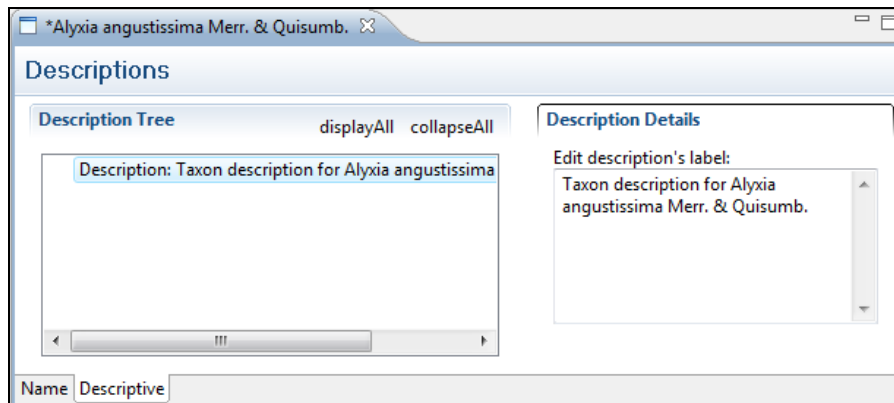 *Alyxia angustissima Merr. & Quisumb.
Descriptions
Description Tree
displayAll collapseAll
Description: Taxon description for Alyxia angustissima
Description Details
Edit description's label:
Taxon description for Alyxia
angustissima Merr. & Quisumb.
Name Descriptive